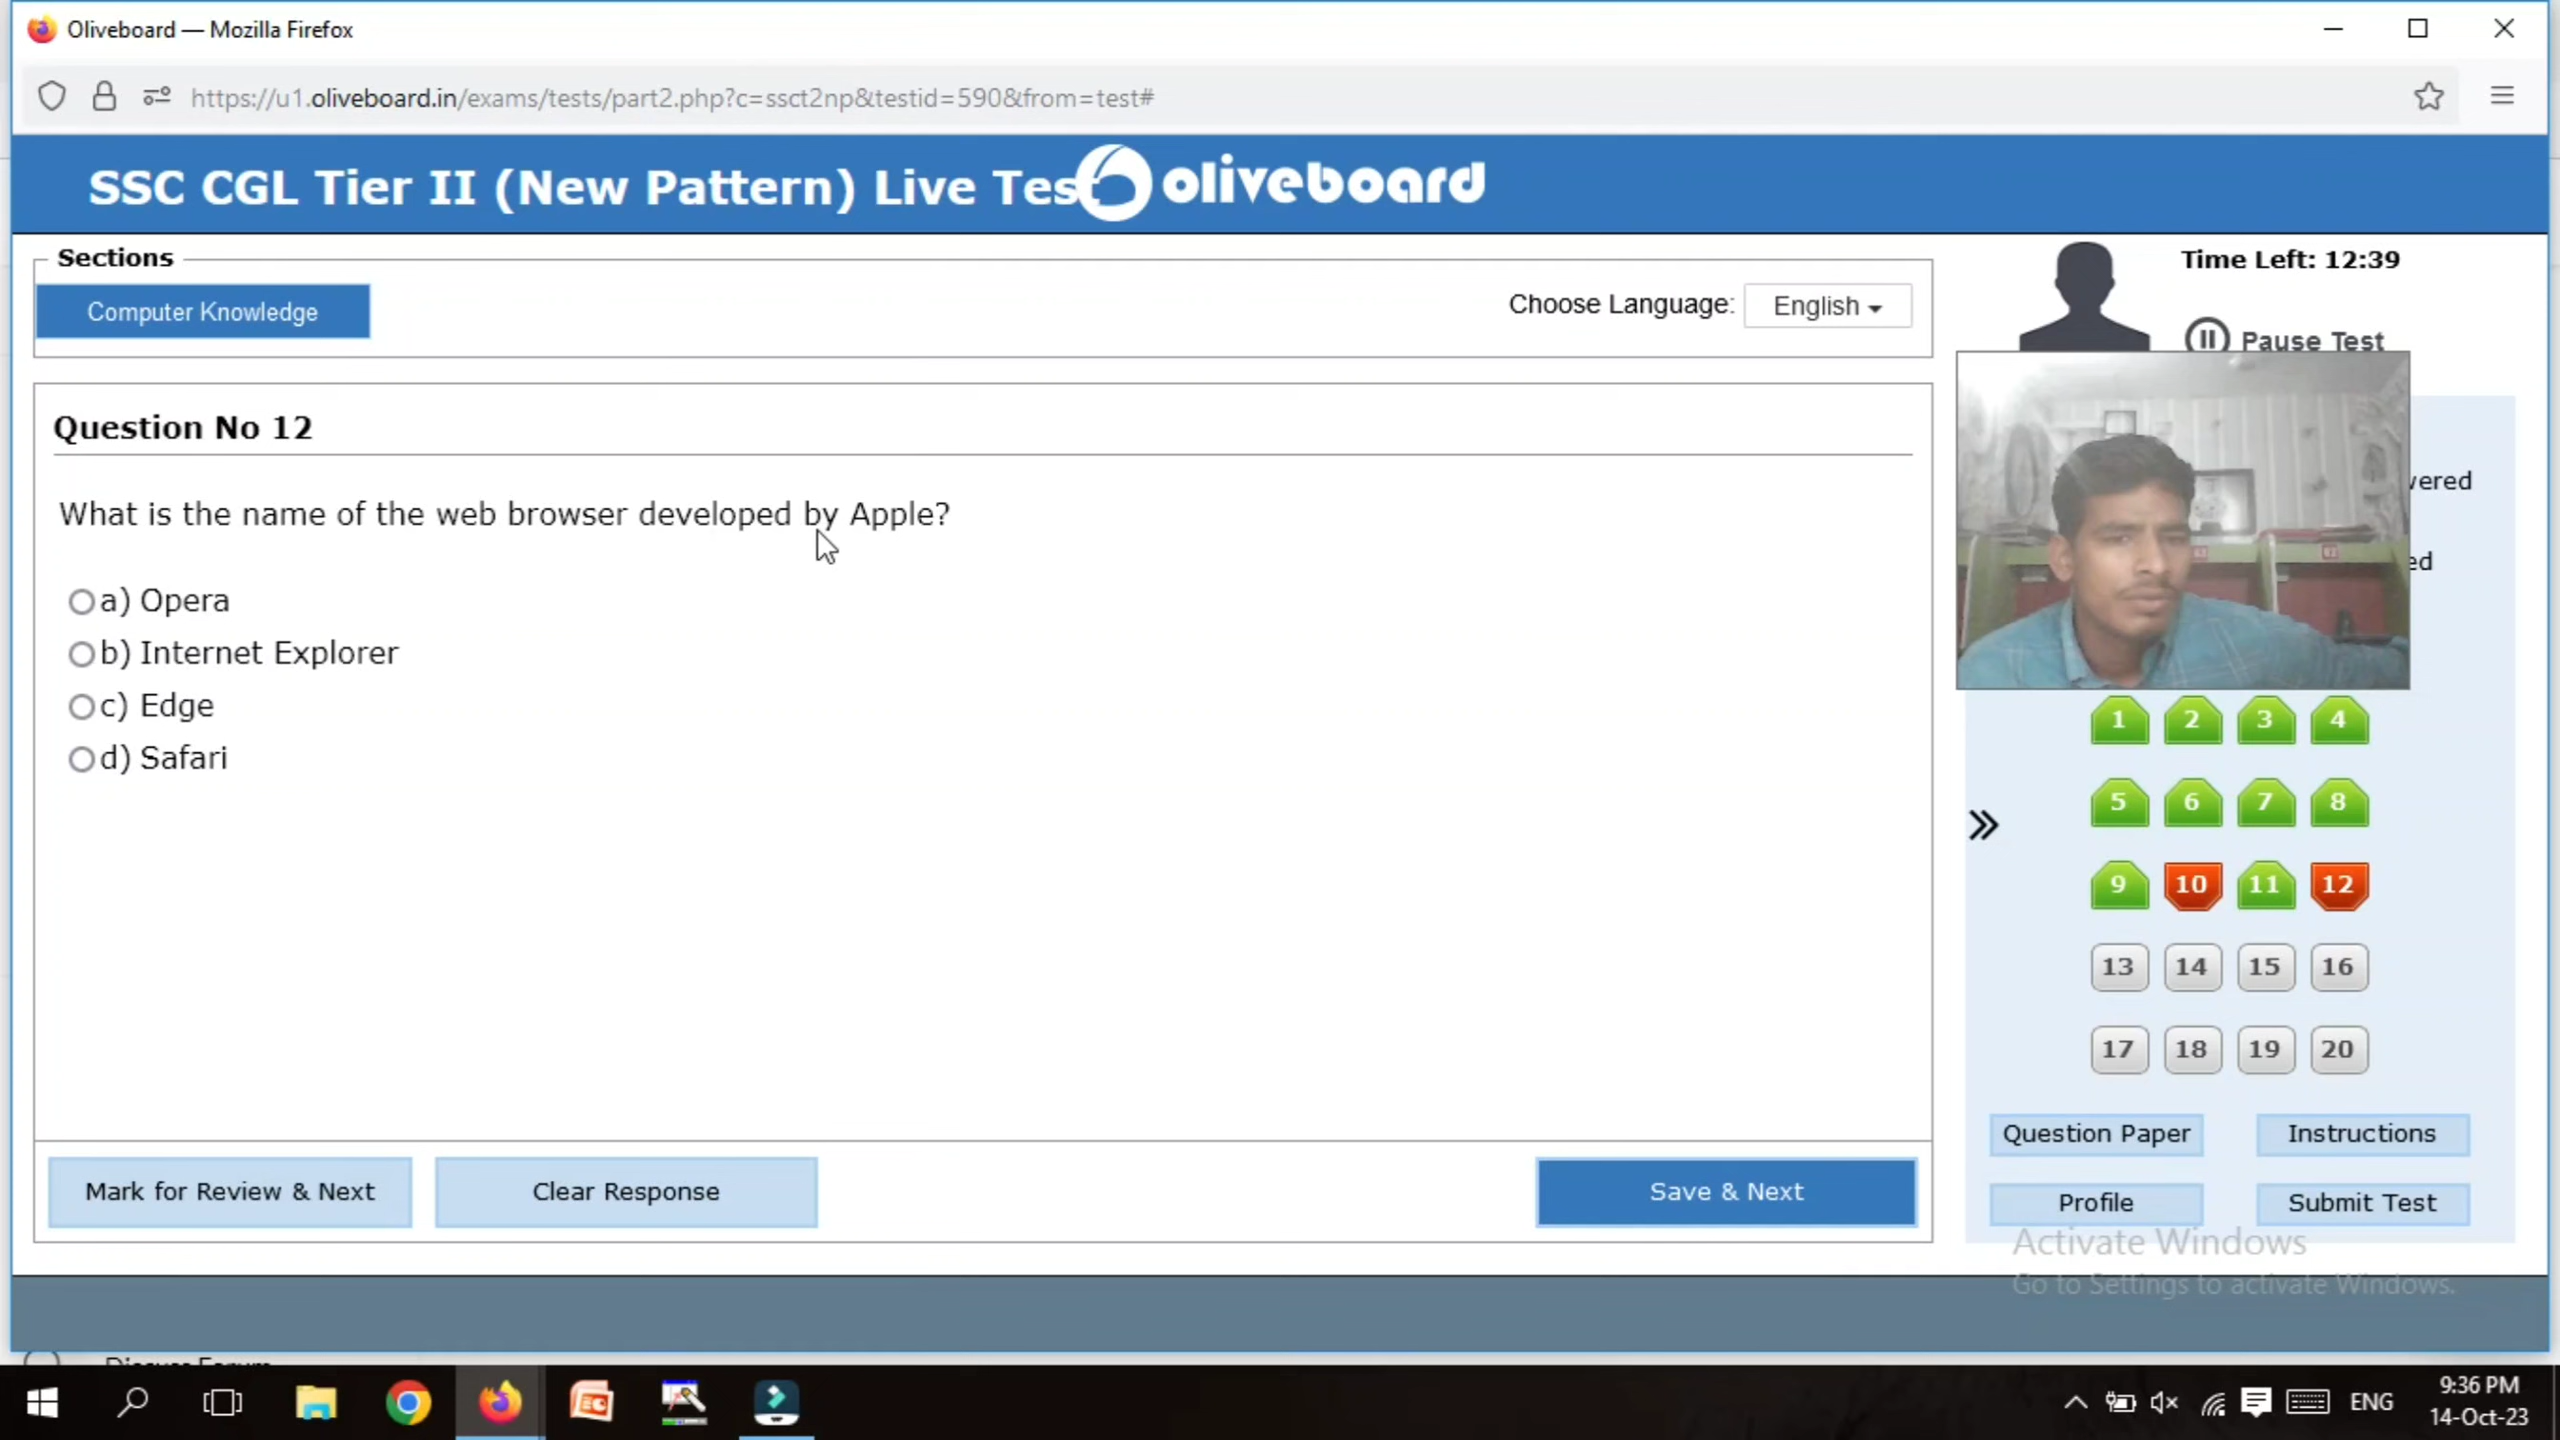 Oliveboard — Mozilla Firefox
https://u1.oliveboard.in/exams/tests/part2.php?c=ssct2np&testid=590&from=test#
SSC CGL Tier II (New Pattern) Live Tes
oliveboard
Sections
Computer Knowledge
Choose Language:
English
Time Left: 12:39
Pause Test
Question No 12
What is the name of the web browser developed by Apple?
a) Opera
b) Internet Explorer
c) Edge
d) Safari
1 2 3 4
5 6 7 8
9 10 11 12
13 14 15 16
17 18 19 20
Question Paper
Instructions
Profile
Submit Test
Mark for Review & Next
Clear Response
Save & Next
Activate Windows
Go to Settings to activate Windows.
ENG
9:36 PM
14-Oct-23